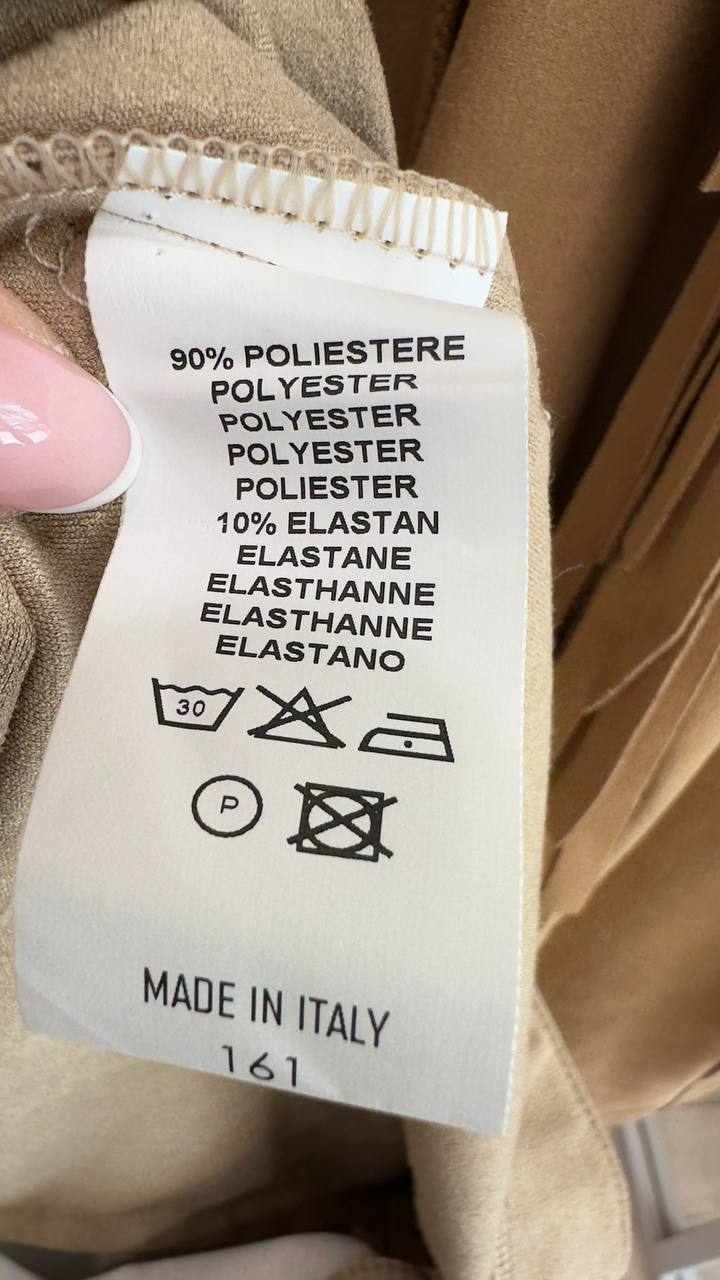 90% POLIESTERE
POLYESTER
POLYESTER
POLYESTER
POLIESTER
10% ELASTAN
ELASTANE
ELASTHANNE
ELASTHANNE
ELASTANO
30
P
MADE IN ITALY
161